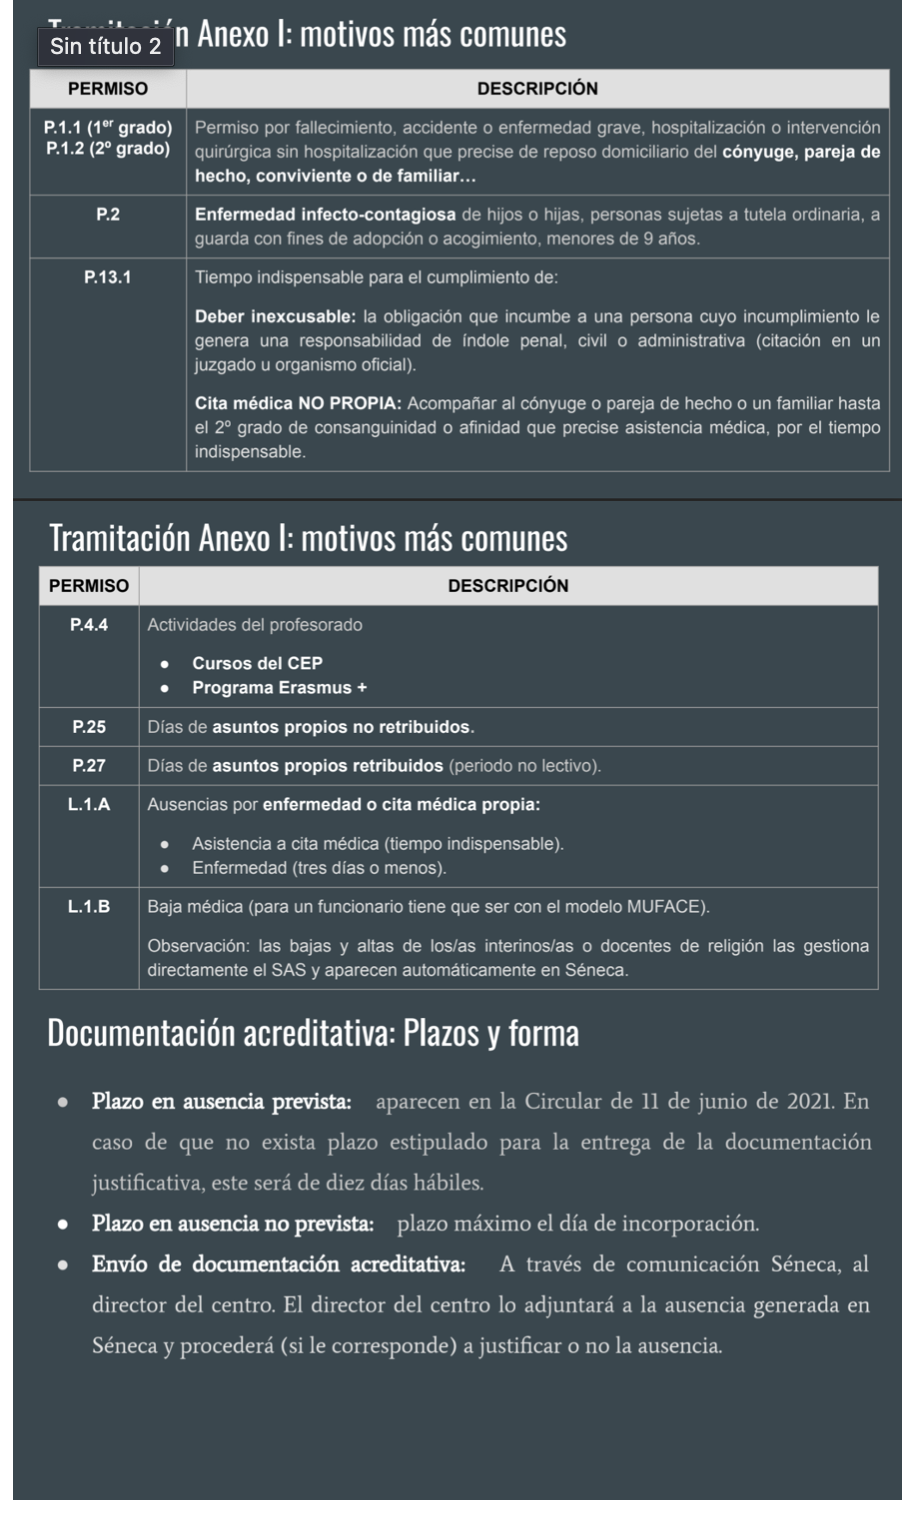 n Anexo I: motivos más comunes
Sin título 2
PERMISO DESCRIPCIÓN
P.1.1 (1er grado) Permiso por fallecimiento, accidente o enfermedad grave, hospitalización o intervención
P.1.2 (2º grado) quirúrgica sin hospitalización que precise de reposo domiciliario del cónyuge, pareja de
hecho, conviviente o de familiar...
P.2 Enfermedad infecto-contagiosa de hijos o hijas, personas sujetas a tutela ordinaria, a
guarda con fines de adopción o acogimiento, menores de 9 años.
P.13.1 Tiempo indispensable para el cumplimiento de:
Deber inexcusable: la obligación que incumbe a una persona cuyo incumplimiento le
genera una responsabilidad de índole penal, civil o administrativa (citación en un
juzgado u organismo oficial).
Cita médica NO PROPIA: Acompañar al cónyuge o pareja de hecho o un familiar hasta
el 2º grado de consanguinidad o afinidad que precise asistencia médica, por el tiempo
indispensable.
Tramitación Anexo I: motivos más comunes
PERMISO DESCRIPCIÓN
P.4.4 Actividades del profesorado
● Cursos del CEP
● Programa Erasmus +
P.25 Días de asuntos propios no retribuidos.
P.27 Días de asuntos propios retribuidos (periodo no lectivo).
L.1.A Ausencias por enfermedad o cita médica propia:
● Asistencia a cita médica (tiempo indispensable).
● Enfermedad (tres días o menos).
L.1.B Baja médica (para un funcionario tiene que ser con el modelo MUFACE).
Observación: las bajas y altas de los/as interinos/as o docentes de religión las gestiona
directamente el SAS y aparecen automáticamente en Séneca.
Documentación acreditativa: Plazos y forma
● Plazo en ausencia prevista: aparecen en la Circular de 11 de junio de 2021. En
caso de que no exista plazo estipulado para la entrega de la documentación
justificativa, este será de diez días hábiles.
● Plazo en ausencia no prevista: plazo máximo el día de incorporación.
● Envío de documentación acreditativa: A través de comunicación Séneca, al
director del centro. El director del centro lo adjuntará a la ausencia generada en
Séneca y procederá (si le corresponde) a justificar o no la ausencia.